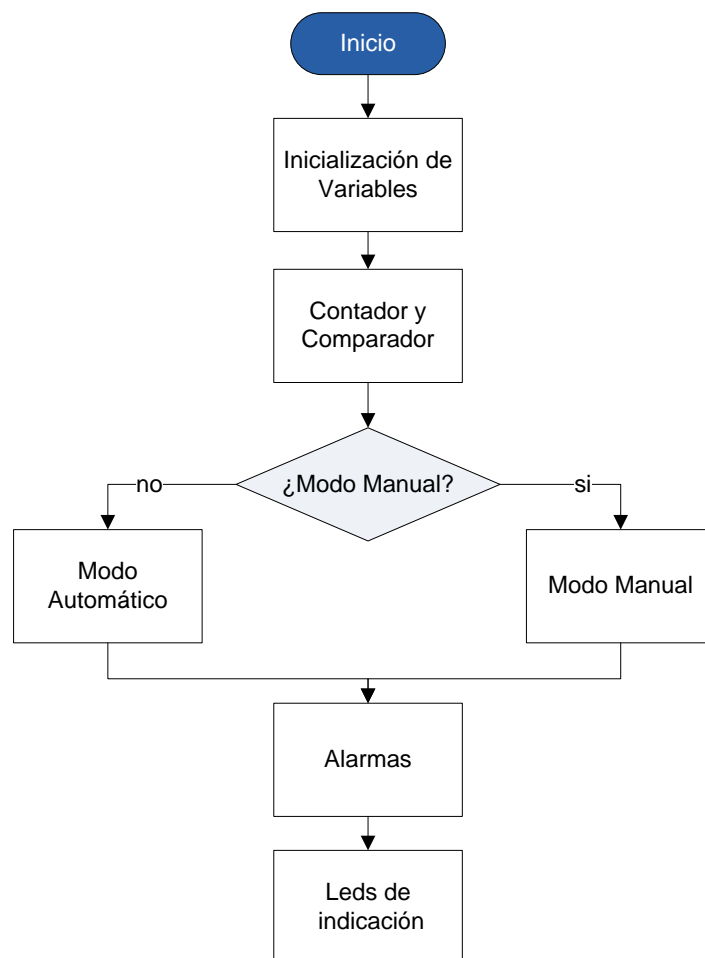 Inicio
Inicialización de
Variables
Contador y
Comparador
¿Modo Manual?
no
si
Modo
Automático
Modo Manual
Alarmas
Leds de
indicación